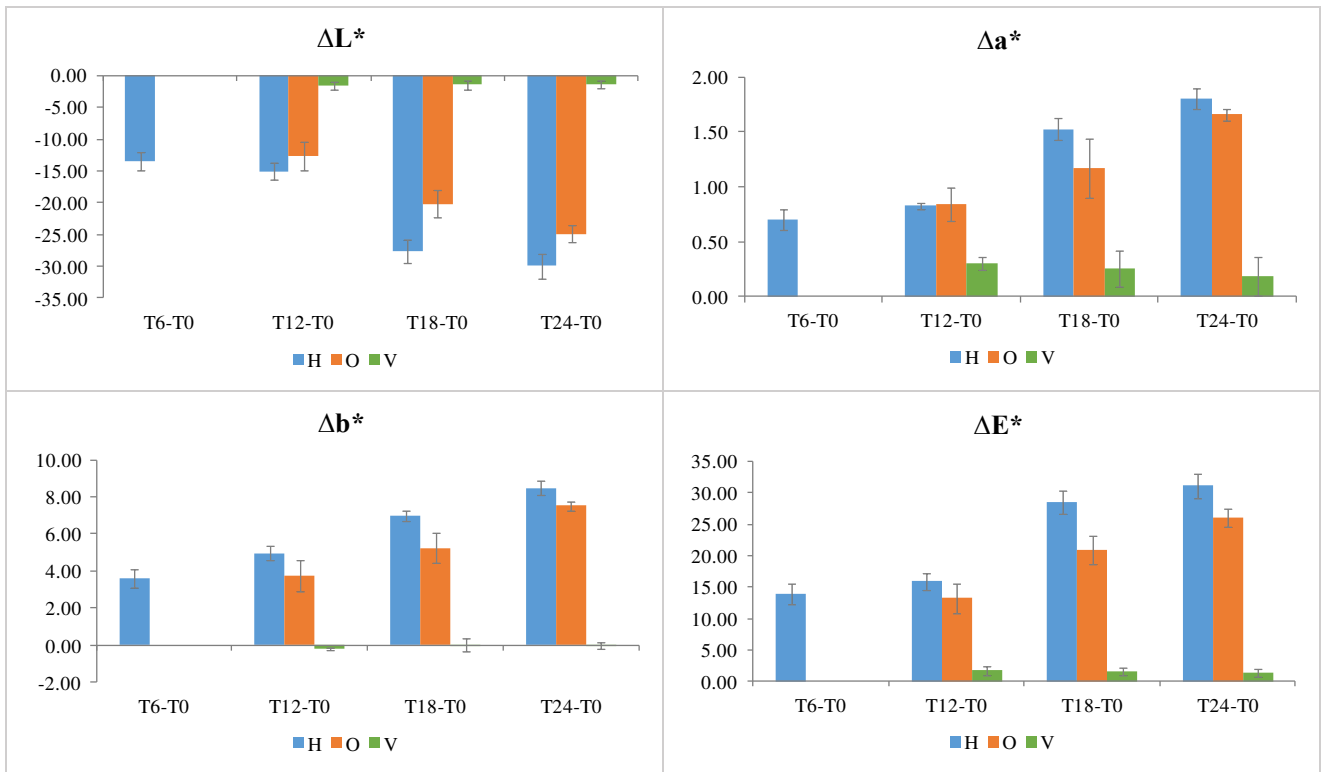 ΔL*
0.00
-5.00
-10.00
-15.00
-20.00
-25.00
-30.00
-35.00
T6-T0 T12-T0 T18-T0 T24-T0
H O V
Δa*
2.00
1.50
1.00
0.50
0.00
T6-T0 T12-T0 T18-T0 T24-T0
H O V
Δb*
10.00
8.00
6.00
4.00
2.00
0.00
-2.00
T6-T0 T12-T0 T18-T0 T24-T0
H O V
ΔE*
35.00
30.00
25.00
20.00
15.00
10.00
5.00
0.00
T6-T0 T12-T0 T18-T0 T24-T0
H O V